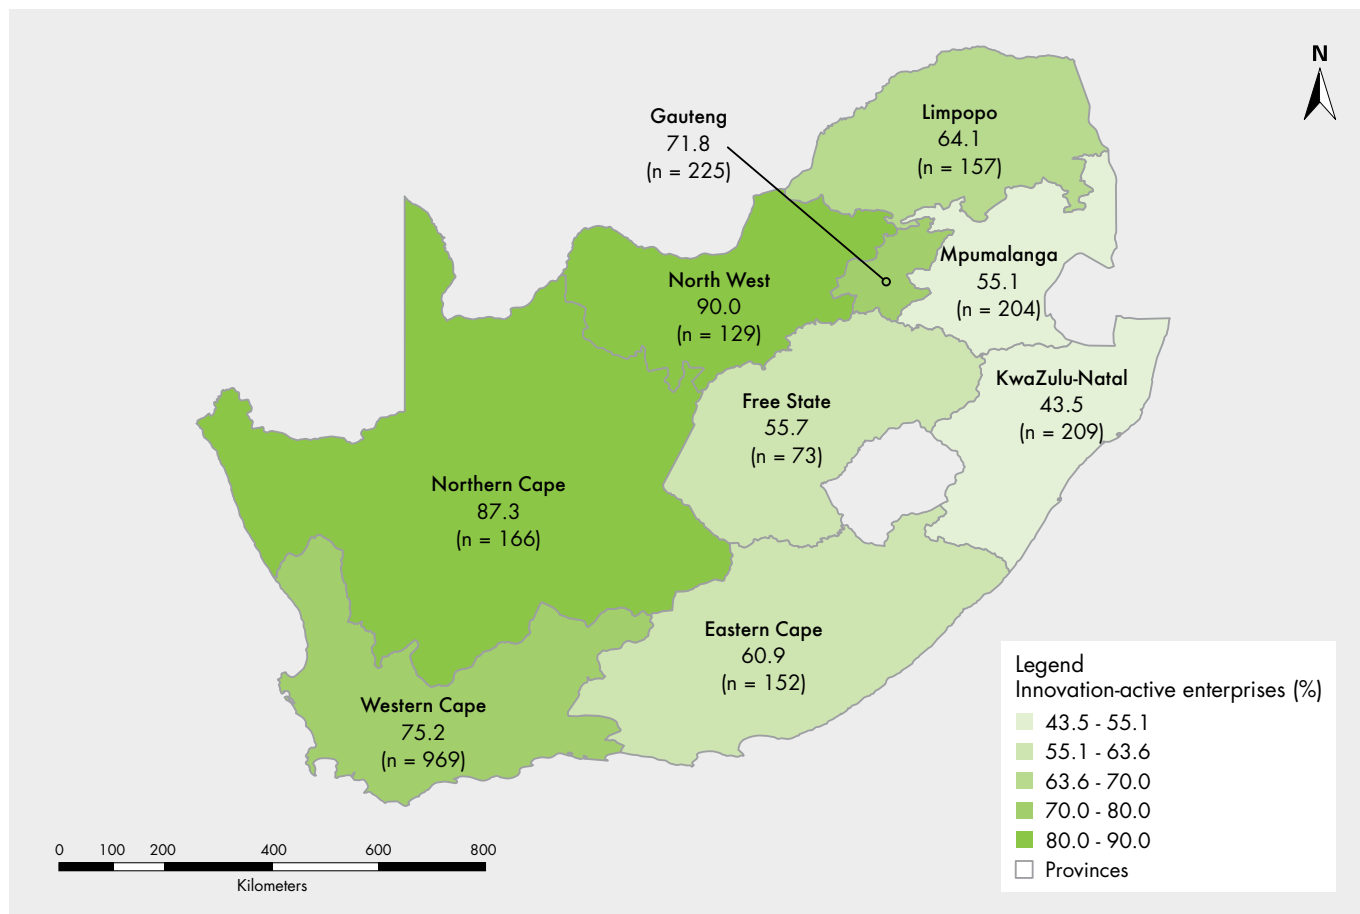 N
Limpopo
64.1
(n = 157)
Gauteng
71.8
(n = 225)
Mpumalanga
55.1
(n = 204)
North West
90.0
(n = 129)
KwaZulu-Natal
43.5
(n = 209)
Free State
55.7
(n = 73)
Northern Cape
87.3
(n = 166)
Eastern Cape
60.9
(n = 152)
Western Cape
75.2
(n = 969)
Legend
Innovation-active enterprises (%)
43.5 - 55.1
55.1 - 63.6
63.6 - 70.0
70.0 - 80.0
80.0 - 90.0
Provinces
0 100 200 400 600 800
Kilometers